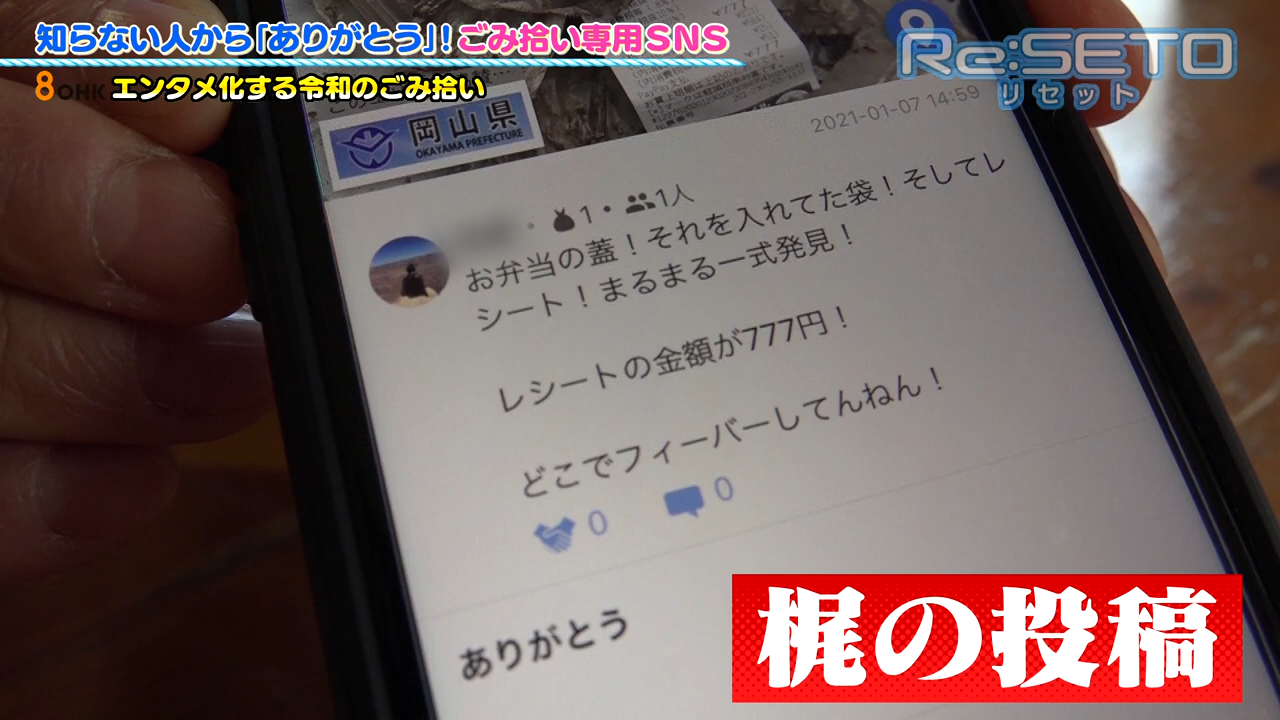 知らない人から「ありがとう」!ごみ拾い専用SNS
8OHK エンタメ化する令和のごみ拾い
Re:SETO
リセット
¥777
岡山県
OKAYAMA PREFECTURE
2021-01-07 14:59
1・1人
お弁当の蓋!それを入れてた袋!そしてレ
シート!まるまる一式発見!
レシートの金額が777円!
どこでフィーバーしてんねん!
0 0
ありがとう
梶の投稿